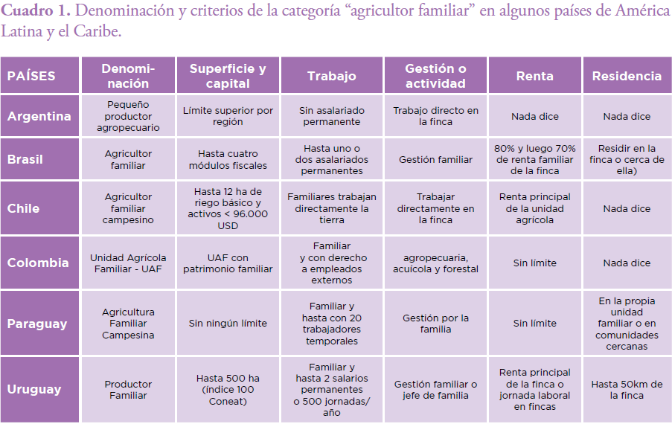 Cuadro 1. Denominación y criterios de la categoría “agricultor familiar” en algunos países de América
Latina y el Caribe.
PAÍSES
Denomi-
nación
Superficie y
capital
Trabajo
Gestión o
actividad
Renta
Residencia
Argentina
Pequeño
productor
agropecuario
Límite superior por
región
Sin asalariado
permanente
Trabajo directo en
la finca
Nada dice
Nada dice
Brasil
Agricultor
familiar
Hasta cuatro
módulos fiscales
Hasta uno o
dos asalariados
permanentes
Gestión familiar
80% y luego 70%
de renta familiar
de la finca
Residir en la
finca o cerca de
ella)
Chile
Agricultor
familiar
campesino
Hasta 12 ha de
riego básico y
activos < 96.000
USD
Familiares trabajan
directamente la
tierra
Trabajar
directamente en
la finca
Renta principal
de la unidad
agrícola
Nada dice
Colombia
Unidad Agrícola
Familiar - UAF
UAF con
patrimonio familiar
Familiar
y con derecho
a empleados
externos
agropecuaria,
acuícola y forestal
Sin límite
Nada dice
Paraguay
Agricultura
Familiar
Campesina
Sin ningún límite
Familiar y
hasta con 20
trabajadores
temporales
Gestión por la
familia
Sin límite
En la propia
unidad
familiar o en
comunidades
cercanas
Uruguay
Productor
Familiar
Hasta 500 ha
(índice 100
Coneat)
Familiar y
hasta 2 salarios
permanentes
o 500 jornadas/
año
Gestión familiar o
jefe de familia
Renta principal
de la finca o
jornada laboral
en fincas
Hasta 50km de
la finca